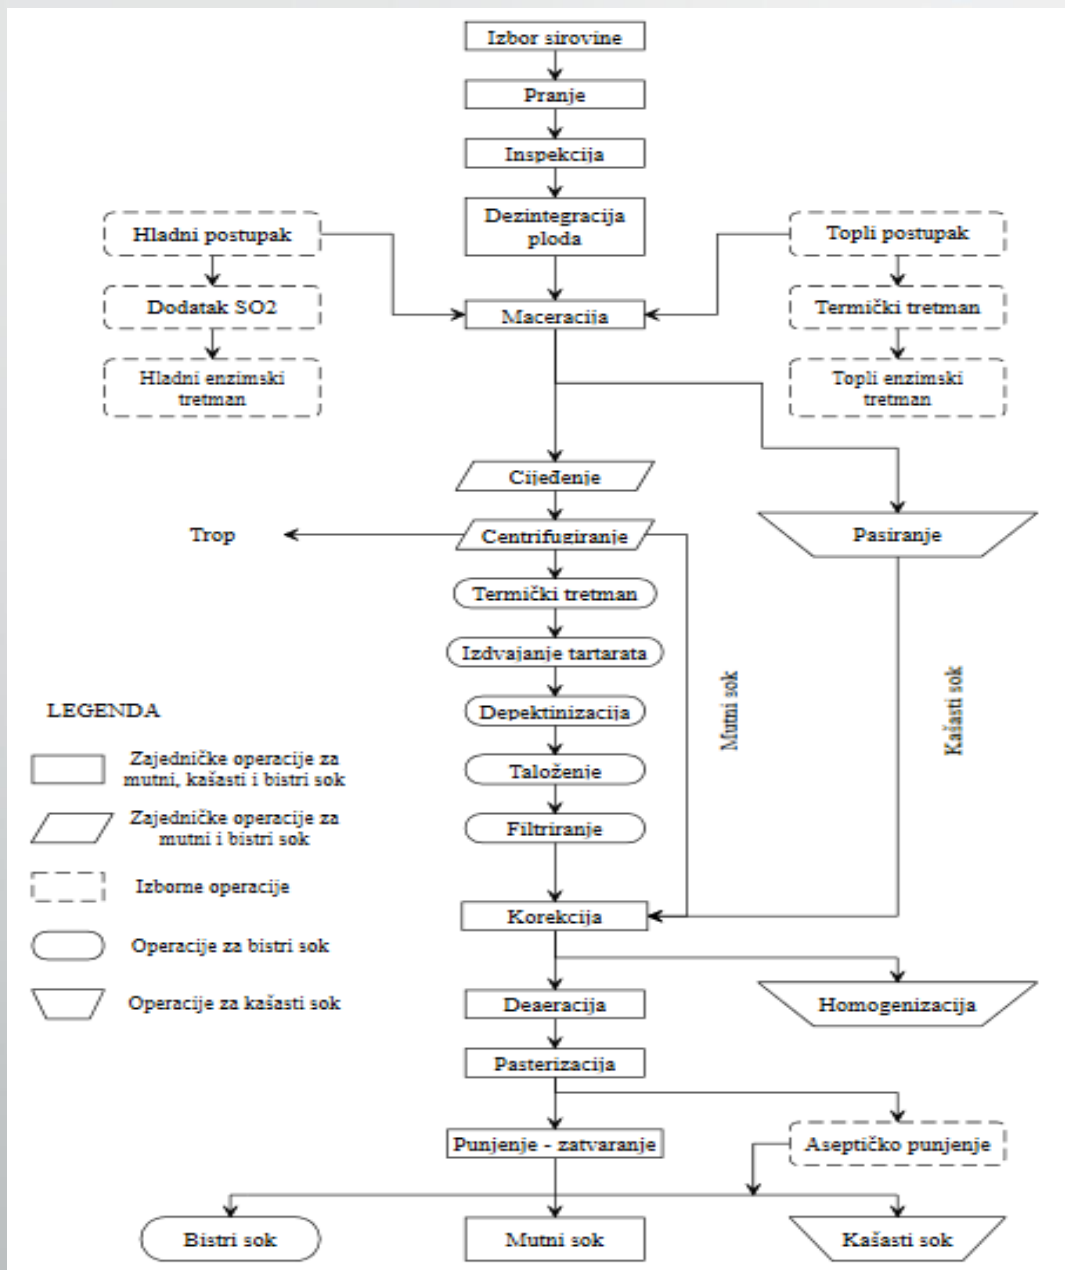 Izbor sirovine
Pranje
Inspekcija
Dezintegracija
ploda
Hladni postupak
Topli postupak
Dodatak SO2
Maceracija
Termički tretman
Hladni enzimski
tretman
Topli enzimski
tretman
Cijeđenje
Trop
Centrifugiranje
Pasiranje
Termički tretman
Izdvajanje tartarata
Mutni sok
Kašasti sok
Depektinizacija
Taloženje
Filtriranje
LEGENDA
Zajedničke operacije za
mutni, kašasti i bistri sok
Zajedničke operacije za
mutni i bistri sok
Izborne operacije
Operacije za bistri sok
Operacije za kašasti sok
Korekcija
Deaeracija
Homogenizacija
Pasterizacija
Punjenje - zatvaranje
Aseptičko punjenje
Bistri sok
Mutni sok
Kašasti sok